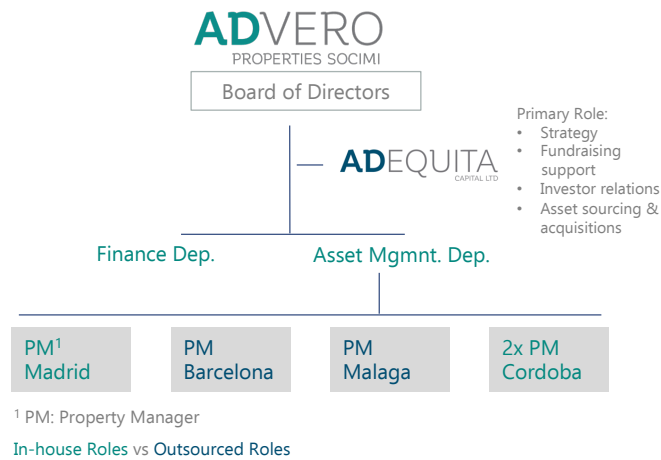 ADVERO
PROPERTIES SOCIMI
Board of Directors
ADEQUITA
CAPITAL LTD
Primary Role:
• Strategy
• Fundraising
support
• Investor relations
• Asset sourcing &
acquisitions
Finance Dep.
Asset Mgmnt. Dep.
PM¹
Madrid
PM
Barcelona
PM
Malaga
2x PM
Cordoba
¹ PM: Property Manager
In-house Roles vs Outsourced Roles